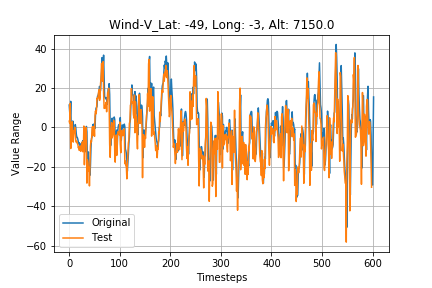 Wind-V_Lat: -49, Long: -3, Alt: 7150.0
Value Range
40
20
0
−20
−40
−60
Original
Test
0 100 200 300 400 500 600
Timesteps